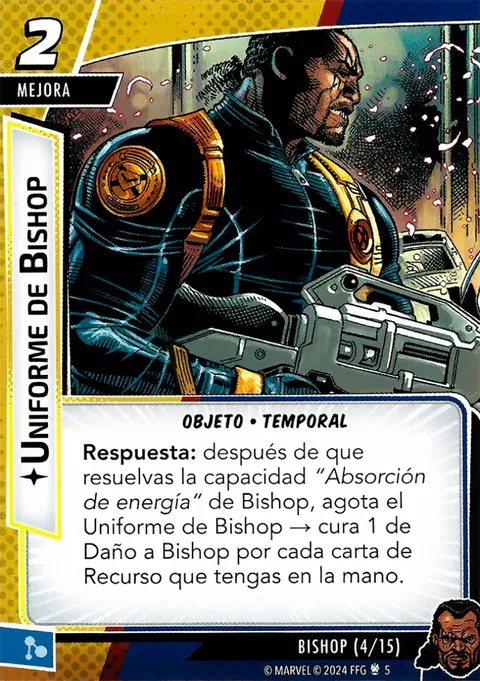 2
MEJORA
UNIFORME DE BISHOP
OBJETO • TEMPORAL
Respuesta: después de que
resuelvas la capacidad “Absorción
de energía” de Bishop, agota el
Uniforme de Bishop → cura 1 de
Daño a Bishop por cada carta de
Recurso que tengas en la mano.
BISHOP (4/15)
© MARVEL © 2024 FFG 5